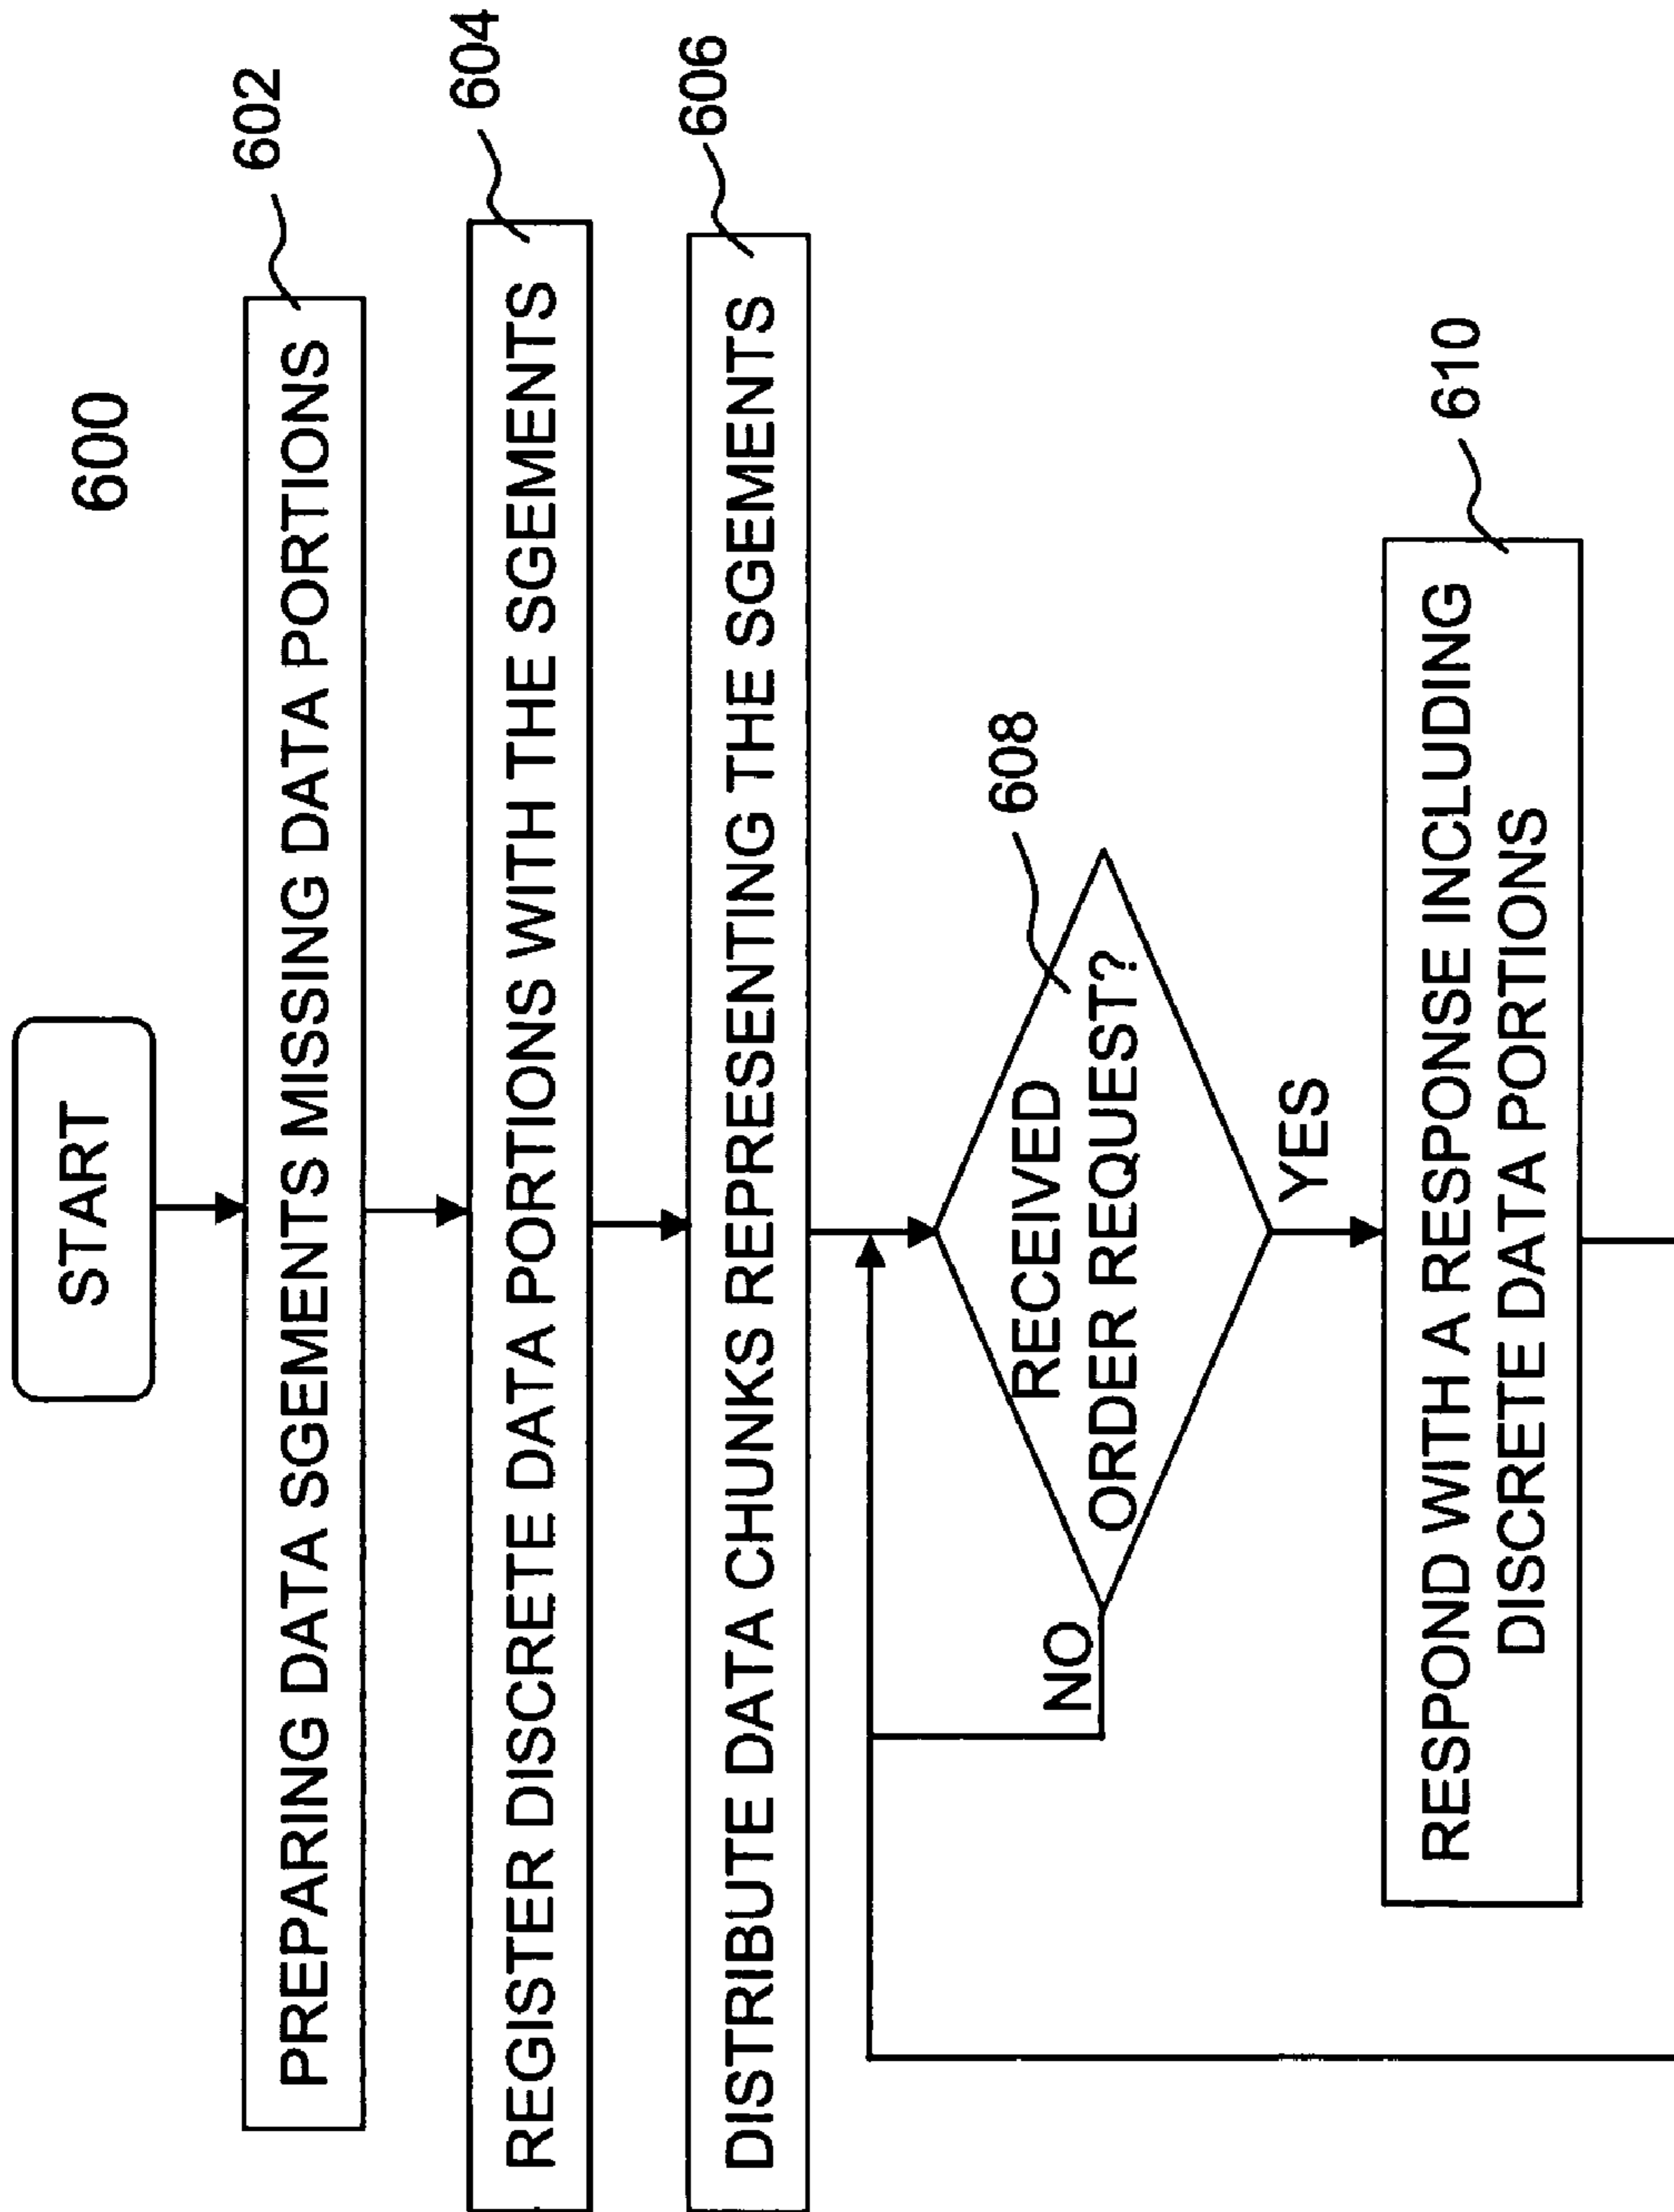 600
START
PREPARING DATA SGEMENTS MISSING DATA PORTIONS
602
REGISTER DISCRETE DATA PORTIONS WITH THE SGEMENTS
604
DISTRIBUTE DATA CHUNKS REPRESENTING THE SGEMENTS
606
RECEIVED
ORDER REQUEST?
608
NO
YES
RESPOND WITH A RESPONSE INCLUDING
DISCRETE DATA PORTIONS
610